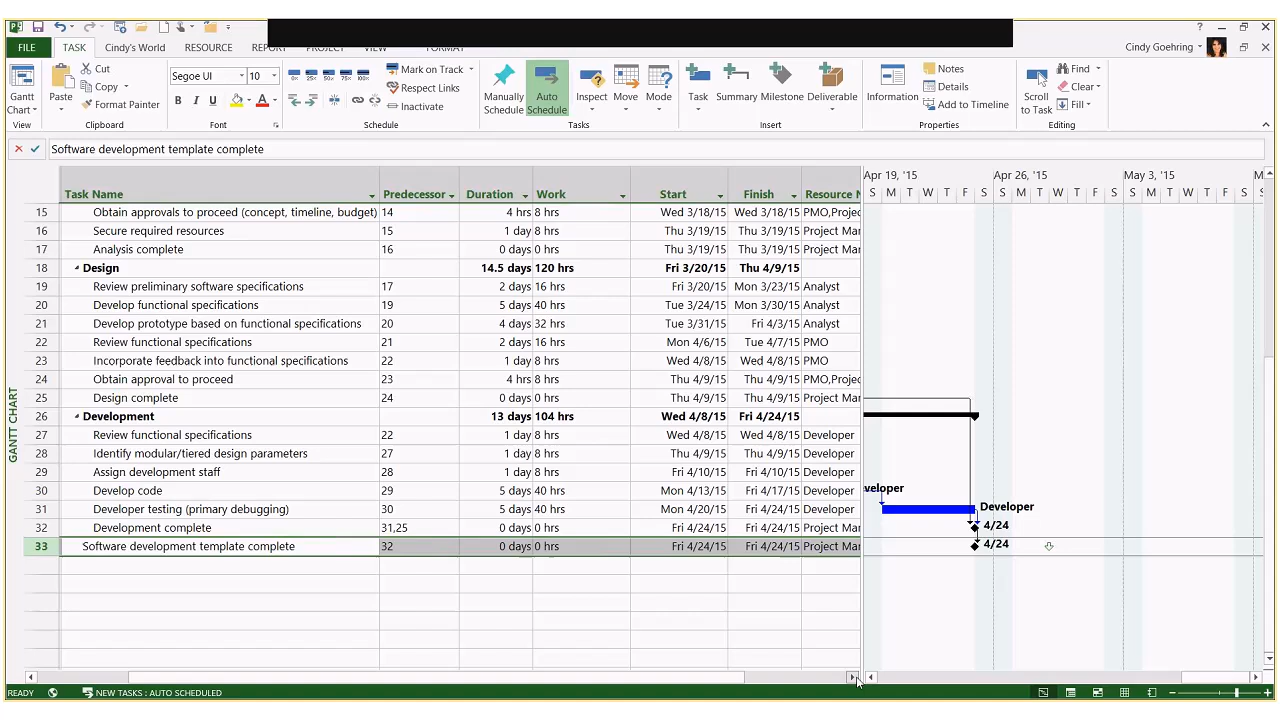 Cindy Goehring
FILE TASK Cindy's World RESOURCE REPORT PROJECT VIEW FORMAT
Gantt Chart
View
Paste
Cut
Copy
Format Painter
Clipboard
Segoe UI 10
B I U A
Font
0% 25% 50% 75% 100%
Mark on Track
Respect Links
Inactivate
Schedule
Manually Schedule
Auto Schedule
Inspect
Move
Mode
Tasks
Task
Summary
Milestone
Deliverable
Insert
Information
Notes
Details
Add to Timeline
Properties
Scroll to Task
Find
Clear
Fill
Editing
Software development template complete
Task Name Predecessor Duration Work Start Finish Resource N
Apr 19, '15 Apr 26, '15 May 3, '15 M
S M T W T F S S M T W T F S S M T W T F S S
15 Obtain approvals to proceed (concept, timeline, budget) 14 4 hrs 8 hrs Wed 3/18/15 Wed 3/18/15 PMO,Projec
16 Secure required resources 15 1 day 8 hrs Thu 3/19/15 Thu 3/19/15 Project Mar
17 Analysis complete 16 0 days 0 hrs Thu 3/19/15 Thu 3/19/15 Project Mar
18 Design 14.5 days 120 hrs Fri 3/20/15 Thu 4/9/15
19 Review preliminary software specifications 17 2 days 16 hrs Fri 3/20/15 Mon 3/23/15 Analyst
20 Develop functional specifications 19 5 days 40 hrs Tue 3/24/15 Mon 3/30/15 Analyst
21 Develop prototype based on functional specifications 20 4 days 32 hrs Tue 3/31/15 Fri 4/3/15 Analyst
22 Review functional specifications 21 2 days 16 hrs Mon 4/6/15 Tue 4/7/15 PMO
23 Incorporate feedback into functional specifications 22 1 day 8 hrs Wed 4/8/15 Wed 4/8/15 PMO
24 Obtain approval to proceed 23 4 hrs 8 hrs Thu 4/9/15 Thu 4/9/15 PMO,Projec
25 Design complete 24 0 days 0 hrs Thu 4/9/15 Thu 4/9/15 Project Mar
26 Development 13 days 104 hrs Wed 4/8/15 Fri 4/24/15
27 Review functional specifications 22 1 day 8 hrs Wed 4/8/15 Wed 4/8/15 Developer
28 Identify modular/tiered design parameters 27 1 day 8 hrs Thu 4/9/15 Thu 4/9/15 Developer
29 Assign development staff 28 1 day 8 hrs Fri 4/10/15 Fri 4/10/15 Developer
30 Develop code 29 5 days 40 hrs Mon 4/13/15 Fri 4/17/15 Developer veloper
31 Developer testing (primary debugging) 30 5 days 40 hrs Mon 4/20/15 Fri 4/24/15 Developer Developer
32 Development complete 31,25 0 days 0 hrs Fri 4/24/15 Fri 4/24/15 Project Mar 4/24
33 Software development template complete 32 0 days 0 hrs Fri 4/24/15 Fri 4/24/15 Project Mar 4/24
GANTT CHART
READY NEW TASKS : AUTO SCHEDULED